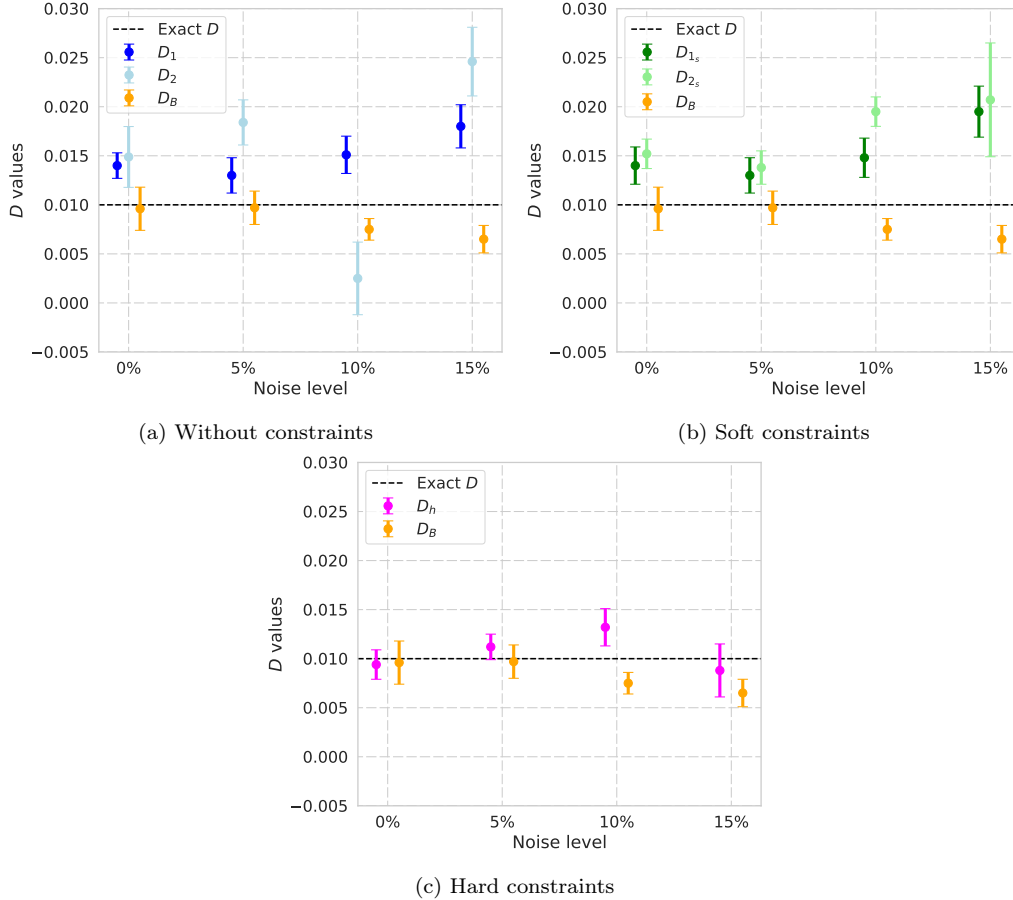 Exact D
D₁
D₂
D_B
0.030
0.025
0.020
0.015
0.010
0.005
0.000
−0.005
D values
0% 5% 10% 15%
Noise level
(a) Without constraints
Exact D
D₁ₛ
D₂ₛ
D_B
0.030
0.025
0.020
0.015
0.010
0.005
0.000
−0.005
D values
0% 5% 10% 15%
Noise level
(b) Soft constraints
Exact D
D_h
D_B
0.030
0.025
0.020
0.015
0.010
0.005
0.000
−0.005
D values
0% 5% 10% 15%
Noise level
(c) Hard constraints